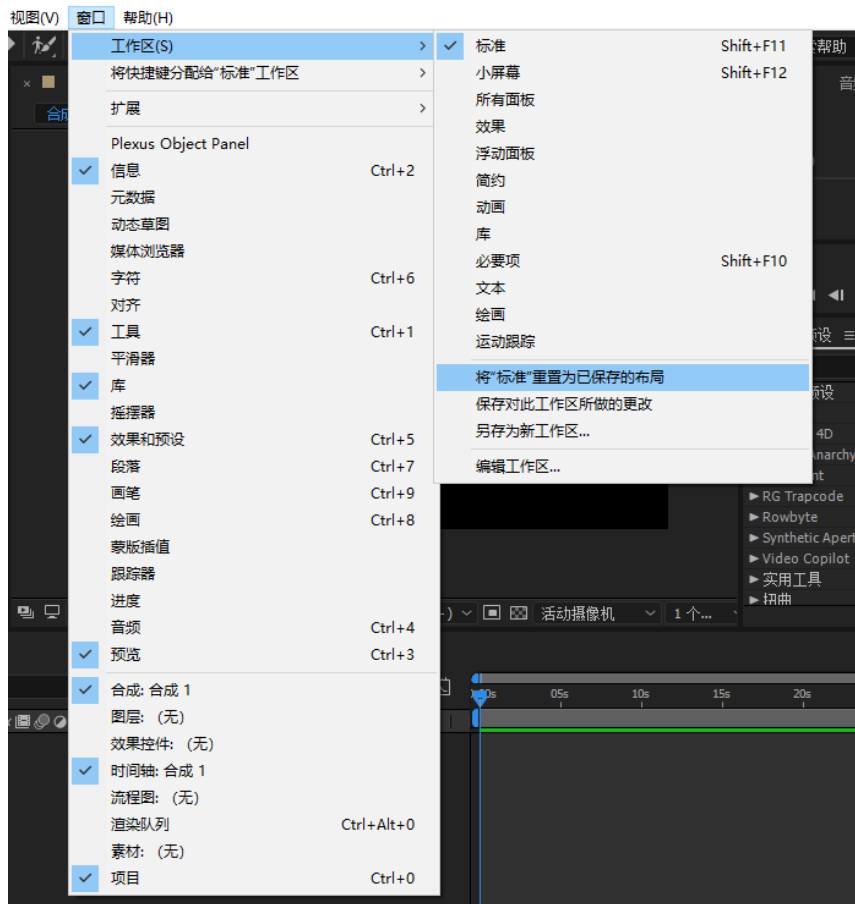 视图(V) 窗口 帮助(H)
工作区(S)
将快捷键分配给“标准”工作区
扩展
Plexus Object Panel
信息 Ctrl+2
元数据
动态草图
媒体浏览器
字符 Ctrl+6
对齐
工具 Ctrl+1
平滑器
库
摇摆器
效果和预设 Ctrl+5
段落 Ctrl+7
画笔 Ctrl+9
绘画 Ctrl+8
蒙版插值
跟踪器
进度
音频 Ctrl+4
预览 Ctrl+3
合成: 合成 1
图层: (无)
效果控件: (无)
时间轴: 合成 1
流程图: (无)
渲染队列 Ctrl+Alt+0
素材: (无)
项目 Ctrl+0
标准 Shift+F11
小屏幕 Shift+F12
所有面板
效果
浮动面板
简约
动画
库
必要项 Shift+F10
文本
绘画
运动跟踪
将“标准”重置为已保存的布局
保存对此工作区所做的更改
另存为新工作区...
编辑工作区...
帮助
合成
4D
RG Trapcode
Rowbyte
Synthetic Apert
Video Copilot
实用工具
扭曲
活动摄像机 1 个...
05s 10s 15s 20s